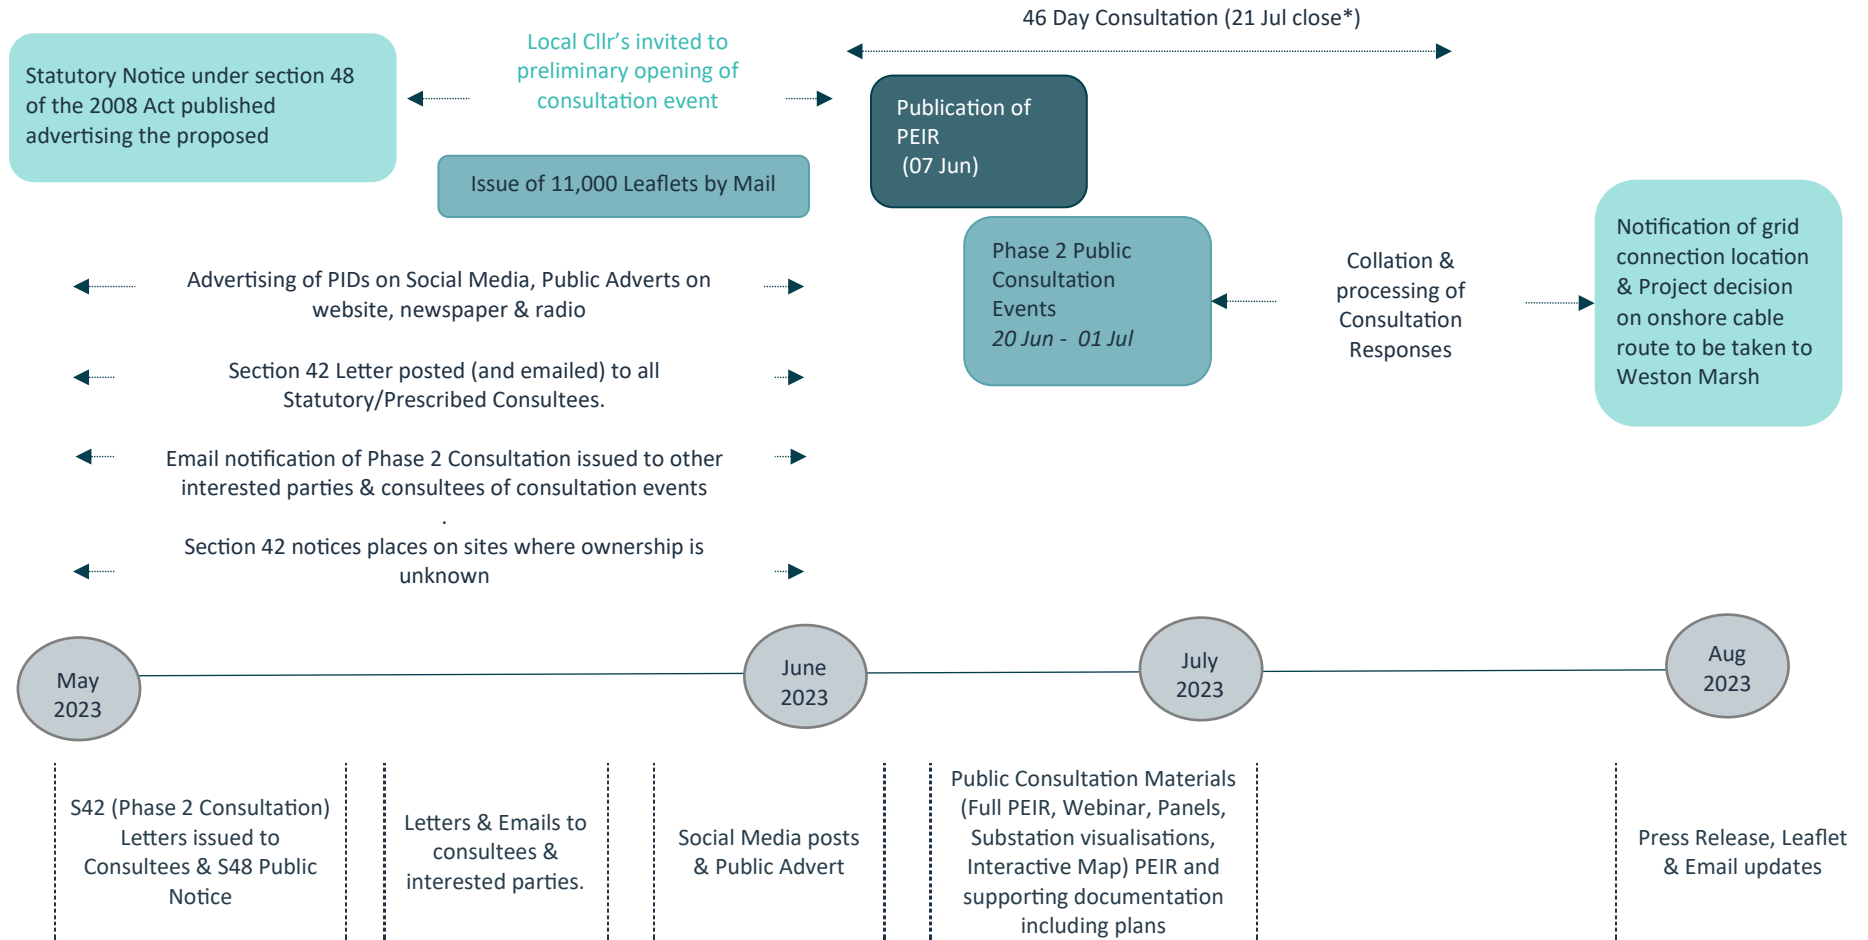 46 Day Consultation (21 Jul close*)
Statutory Notice under section 48
of the 2008 Act published
advertising the proposed
Local Cllr's invited to
preliminary opening of
consultation event
Issue of 11,000 Leaflets by Mail
Publication of
PEIR
(07 Jun)
Phase 2 Public
Consultation
Events
20 Jun - 01 Jul
Collation &
processing of
Consultation
Responses
Notification of grid
connection location
& Project decision
on onshore cable
route to be taken to
Weston Marsh
Advertising of PIDs on Social Media, Public Adverts on
website, newspaper & radio
Section 42 Letter posted (and emailed) to all
Statutory/Prescribed Consultees.
Email notification of Phase 2 Consultation issued to other
interested parties & consultees of consultation events
.
Section 42 notices places on sites where ownership is
unknown
May
2023
June
2023
July
2023
Aug
2023
S42 (Phase 2 Consultation)
Letters issued to
Consultees & S48 Public
Notice
Letters & Emails to
consultees &
interested parties.
Social Media posts
& Public Advert
Public Consultation Materials
(Full PEIR, Webinar, Panels,
Substation visualisations,
Interactive Map) PEIR and
supporting documentation
including plans
Press Release, Leaflet
& Email updates